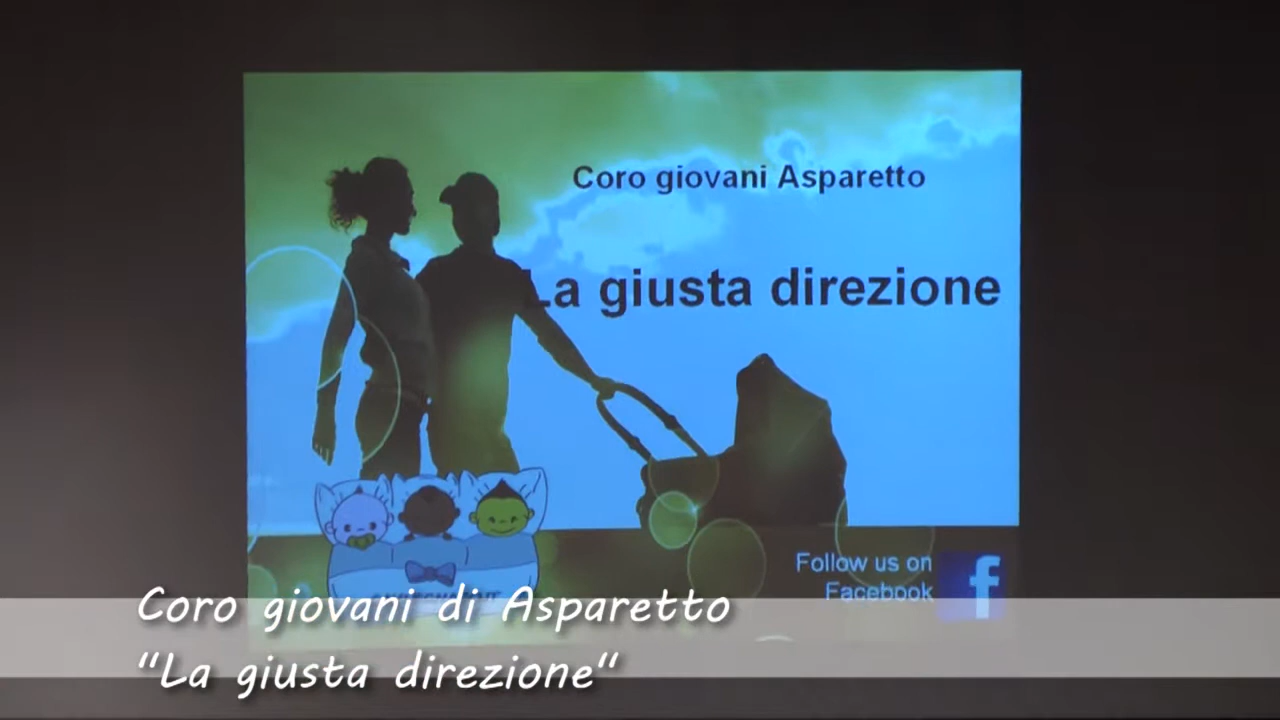 Coro giovani Asparetto
La giusta direzione
Follow us on
Facebook
f
Coro giovani di Asparetto
"La giusta direzione"